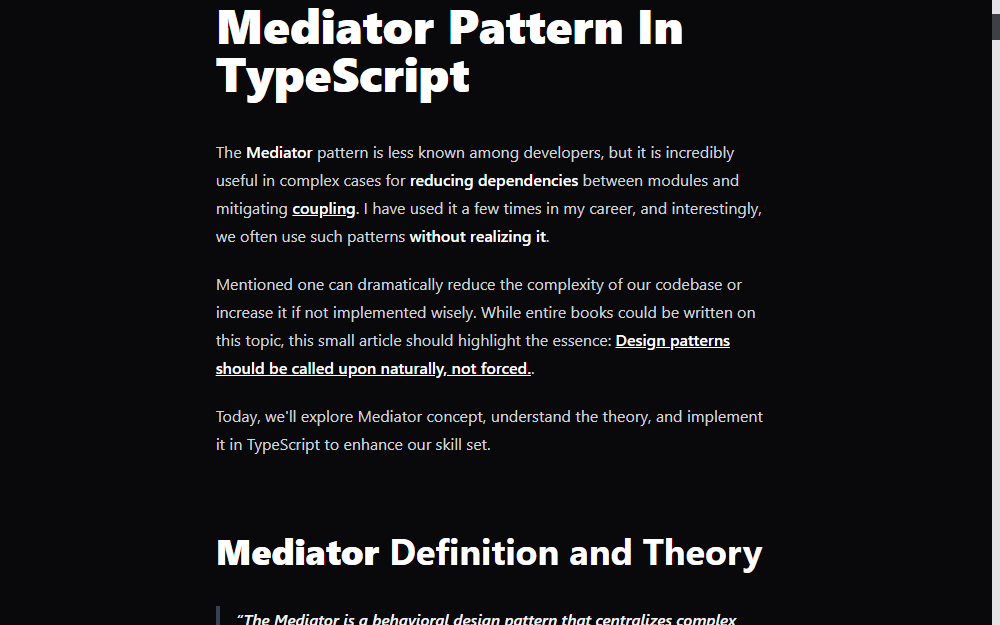 Mediator Pattern In
TypeScript
The Mediator pattern is less known among developers, but it is incredibly
useful in complex cases for reducing dependencies between modules and
mitigating coupling. I have used it a few times in my career, and interestingly,
we often use such patterns without realizing it.
Mentioned one can dramatically reduce the complexity of our codebase or
increase it if not implemented wisely. While entire books could be written on
this topic, this small article should highlight the essence: Design patterns
should be called upon naturally, not forced..
Today, we'll explore Mediator concept, understand the theory, and implement
it in TypeScript to enhance our skill set.
Mediator Definition and Theory
“The Mediator is a behavioral design pattern that centralizes complex